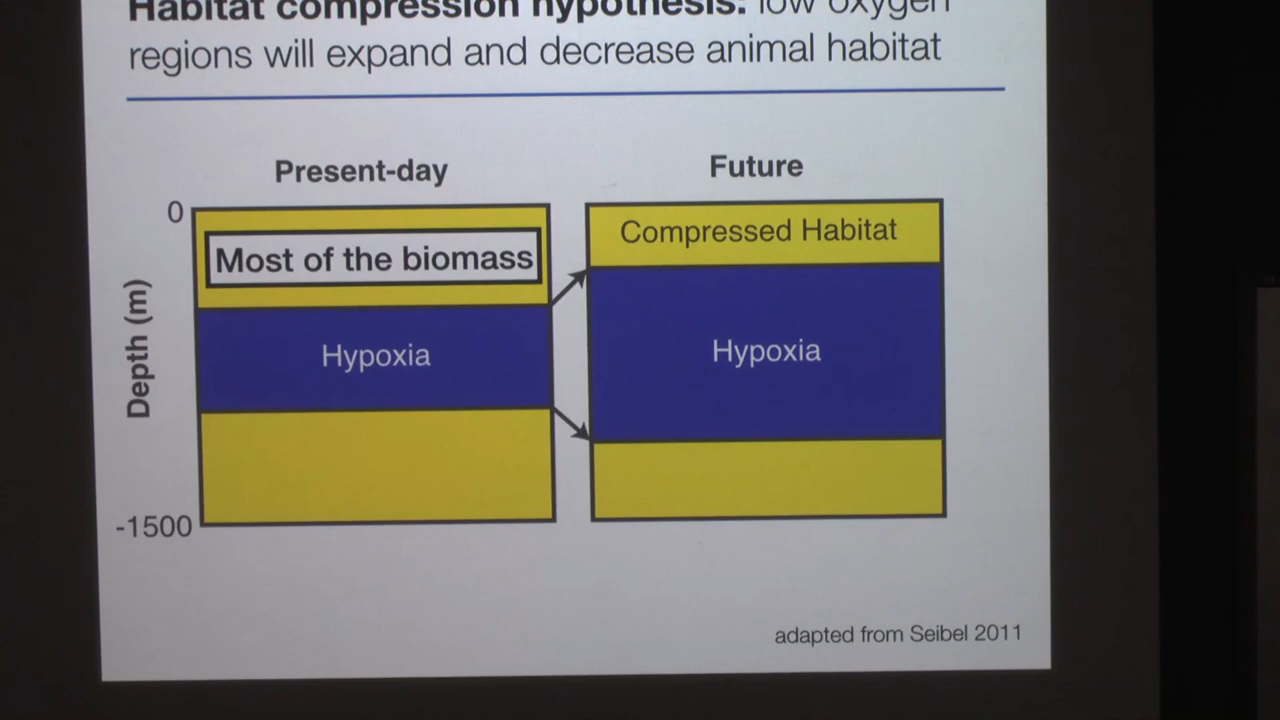 Habitat compression hypothesis: low oxygen
regions will expand and decrease animal habitat
Present-day
Future
0
Most of the biomass
Compressed Habitat
Hypoxia
Hypoxia
Depth (m)
-1500
adapted from Seibel 2011